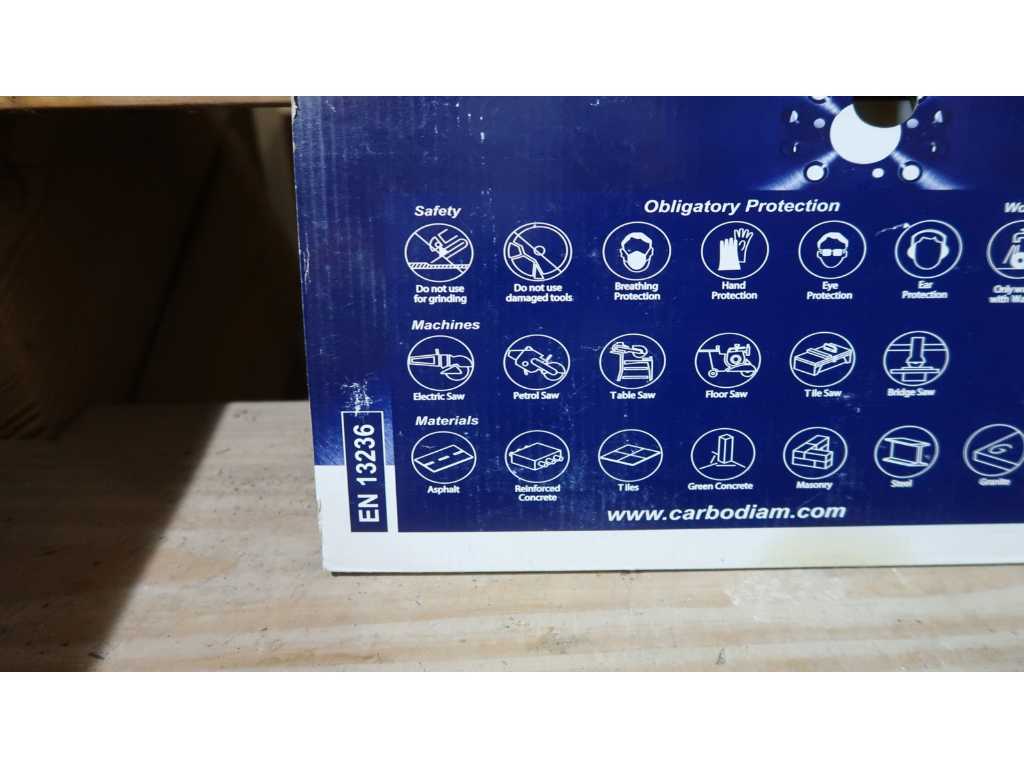 Safety
Obligatory Protection
Do not use
for grinding
Do not use
damaged tools
Breathing
Protection
Hand
Protection
Eye
Protection
Ear
Protection
Only
with
Machines
Electric Saw
Petrol Saw
Table Saw
Floor Saw
Tile Saw
Bridge Saw
Materials
Asphalt
Reinforced
Concrete
Tiles
Green Concrete
Masonry
Steel
Granite
www.carbodiam.com
EN 13236